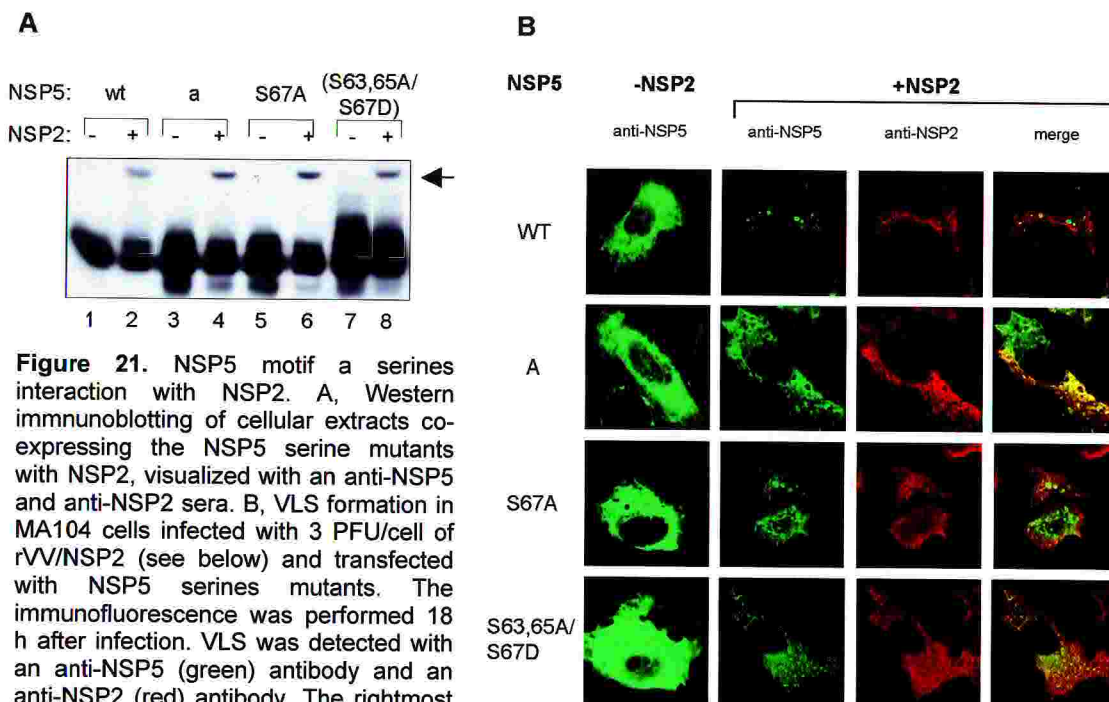 A
NSP5: wt a S67A (S63,65A/
S67D)
NSP2: - + - + - + - +
1 2 3 4 5 6 7 8
Figure 21. NSP5 motif a serines
interaction with NSP2. A, Western
immnunoblotting of cellular extracts co-
expressing the NSP5 serine mutants
with NSP2, visualized with an anti-NSP5
and anti-NSP2 sera. B, VLS formation in
MA104 cells infected with 3 PFU/cell of
rVV/NSP2 (see below) and transfected
with NSP5 serines mutants. The
immunofluorescence was performed 18
h after infection. VLS was detected with
an anti-NSP5 (green) antibody and an
anti-NSP2 (red) antibody. The rightmost
B
NSP5 -NSP2 +NSP2
anti-NSP5 anti-NSP5 anti-NSP2 merge
WT
A
S67A
S63,65A/
S67D